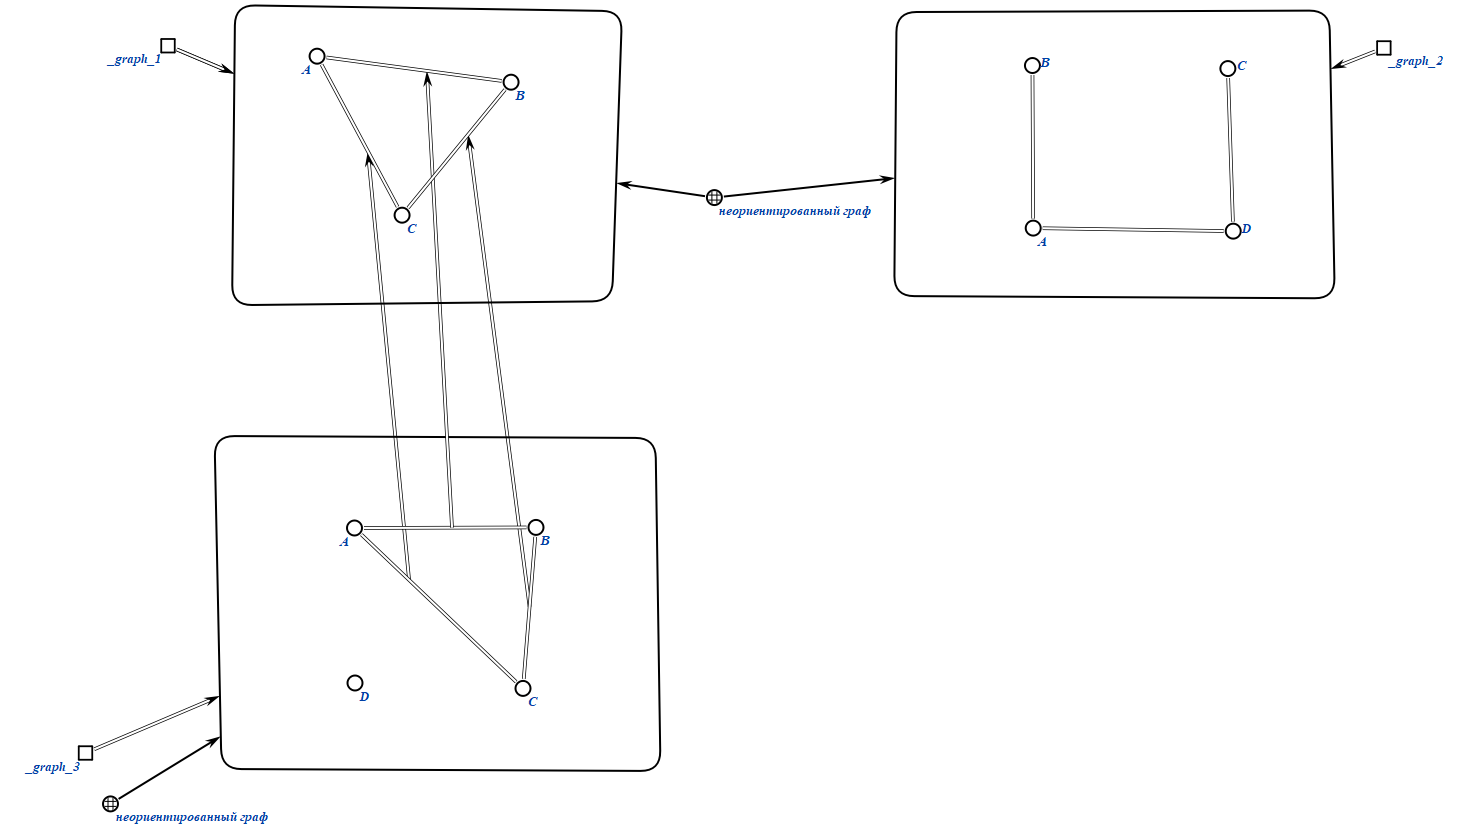 _graph_1
A
B
C
неориентированный граф
B
C
A
D
_graph_2
A
B
D
C
_graph_3
неориентированный граф